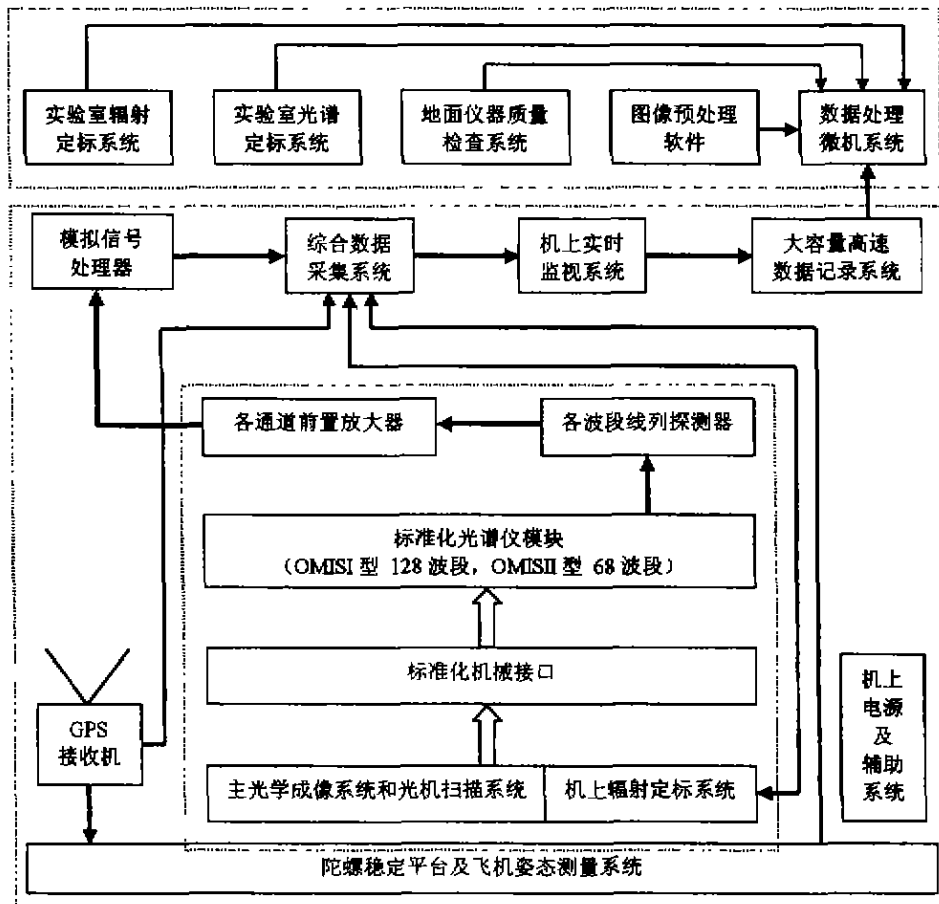 实验室辐射
定标系统
实验室光谱
定标系统
地面仪器质量
检查系统
图像预处理
软件
数据处理
微机系统
模拟信号
处理器
综合数据
采集系统
机上实时
监视系统
大容量高速
数据记录系统
各通道前置放大器
各波段线列探测器
标准化光谱仪模块
（OMISI 型 128 波段，OMISII 型 68 波段）
标准化机械接口
GPS
接收机
主光学成像系统和光机扫描系统
机上辐射定标系统
机上
电源
及
辅助
系统
陀螺稳定平台及飞机姿态测量系统